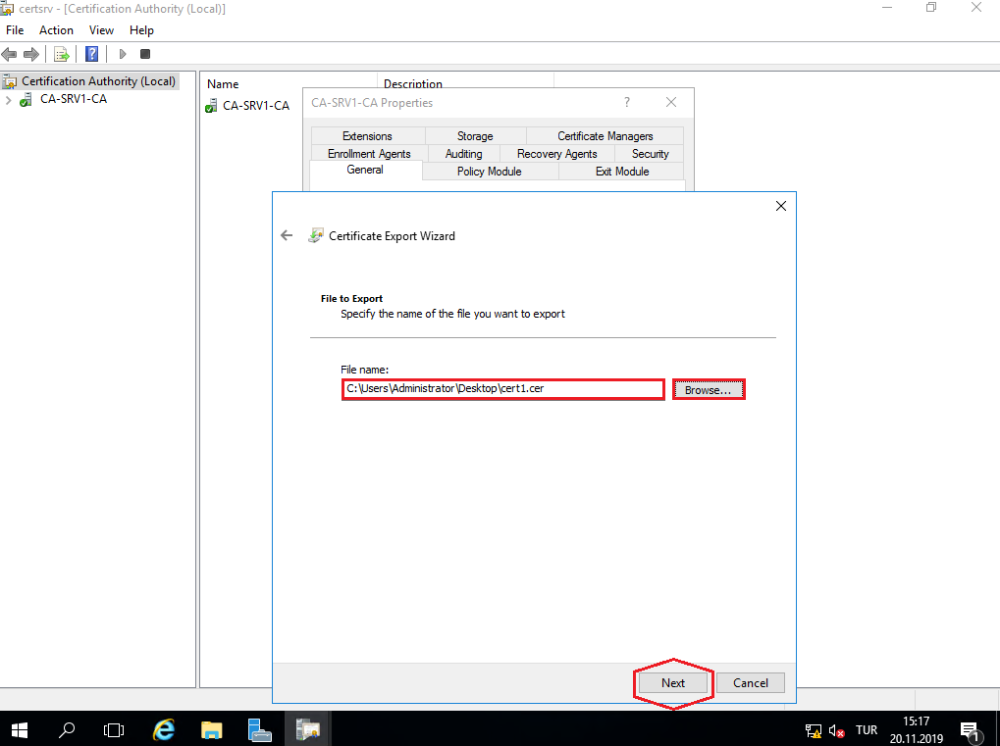 certsrv - [Certification Authority (Local)]
File Action View Help
Certification Authority (Local)
CA-SRV1-CA
Name Description
CA-SRV1-CA
CA-SRV1-CA Properties
?
Extensions Storage Certificate Managers
Enrollment Agents Auditing Recovery Agents Security
General Policy Module Exit Module
Certificate Export Wizard
File to Export
Specify the name of the file you want to export
File name:
C:\Users\Administrator\Desktop\cert1.cer
Browse...
Next Cancel
TUR
15:17
20.11.2019
1